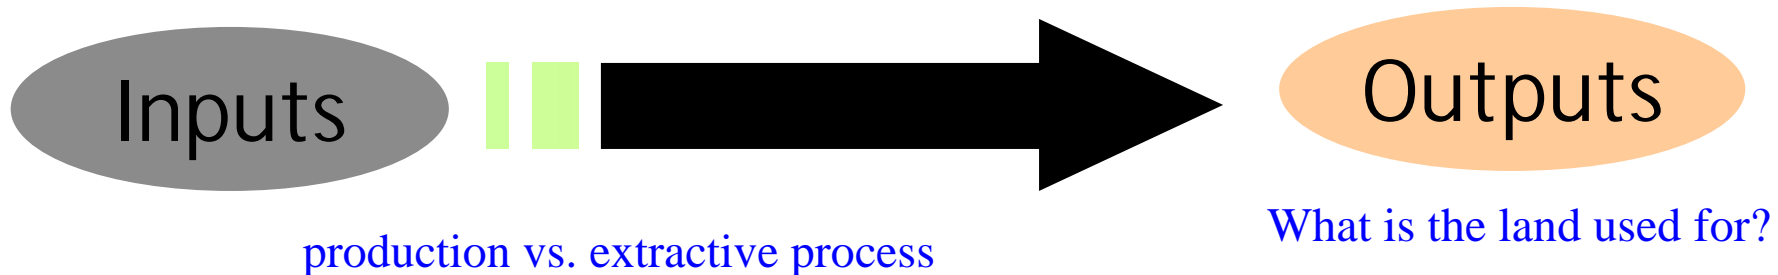 Inputs
Outputs
production vs. extractive process
What is the land used for?